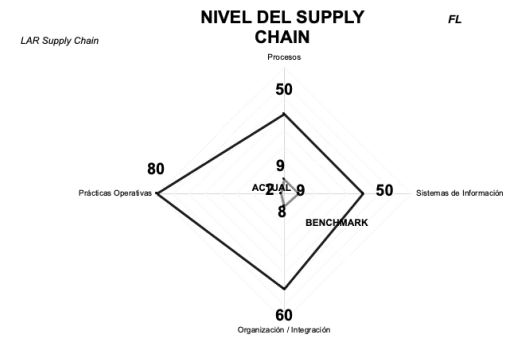 NIVEL DEL SUPPLY
CHAIN
FL
LAR Supply Chain
Procesos
50
80
9
Prácticas Operativas
ACTUAL
2
9
50
Sistemas de Información
8
BENCHMARK
60
Organización / Integración